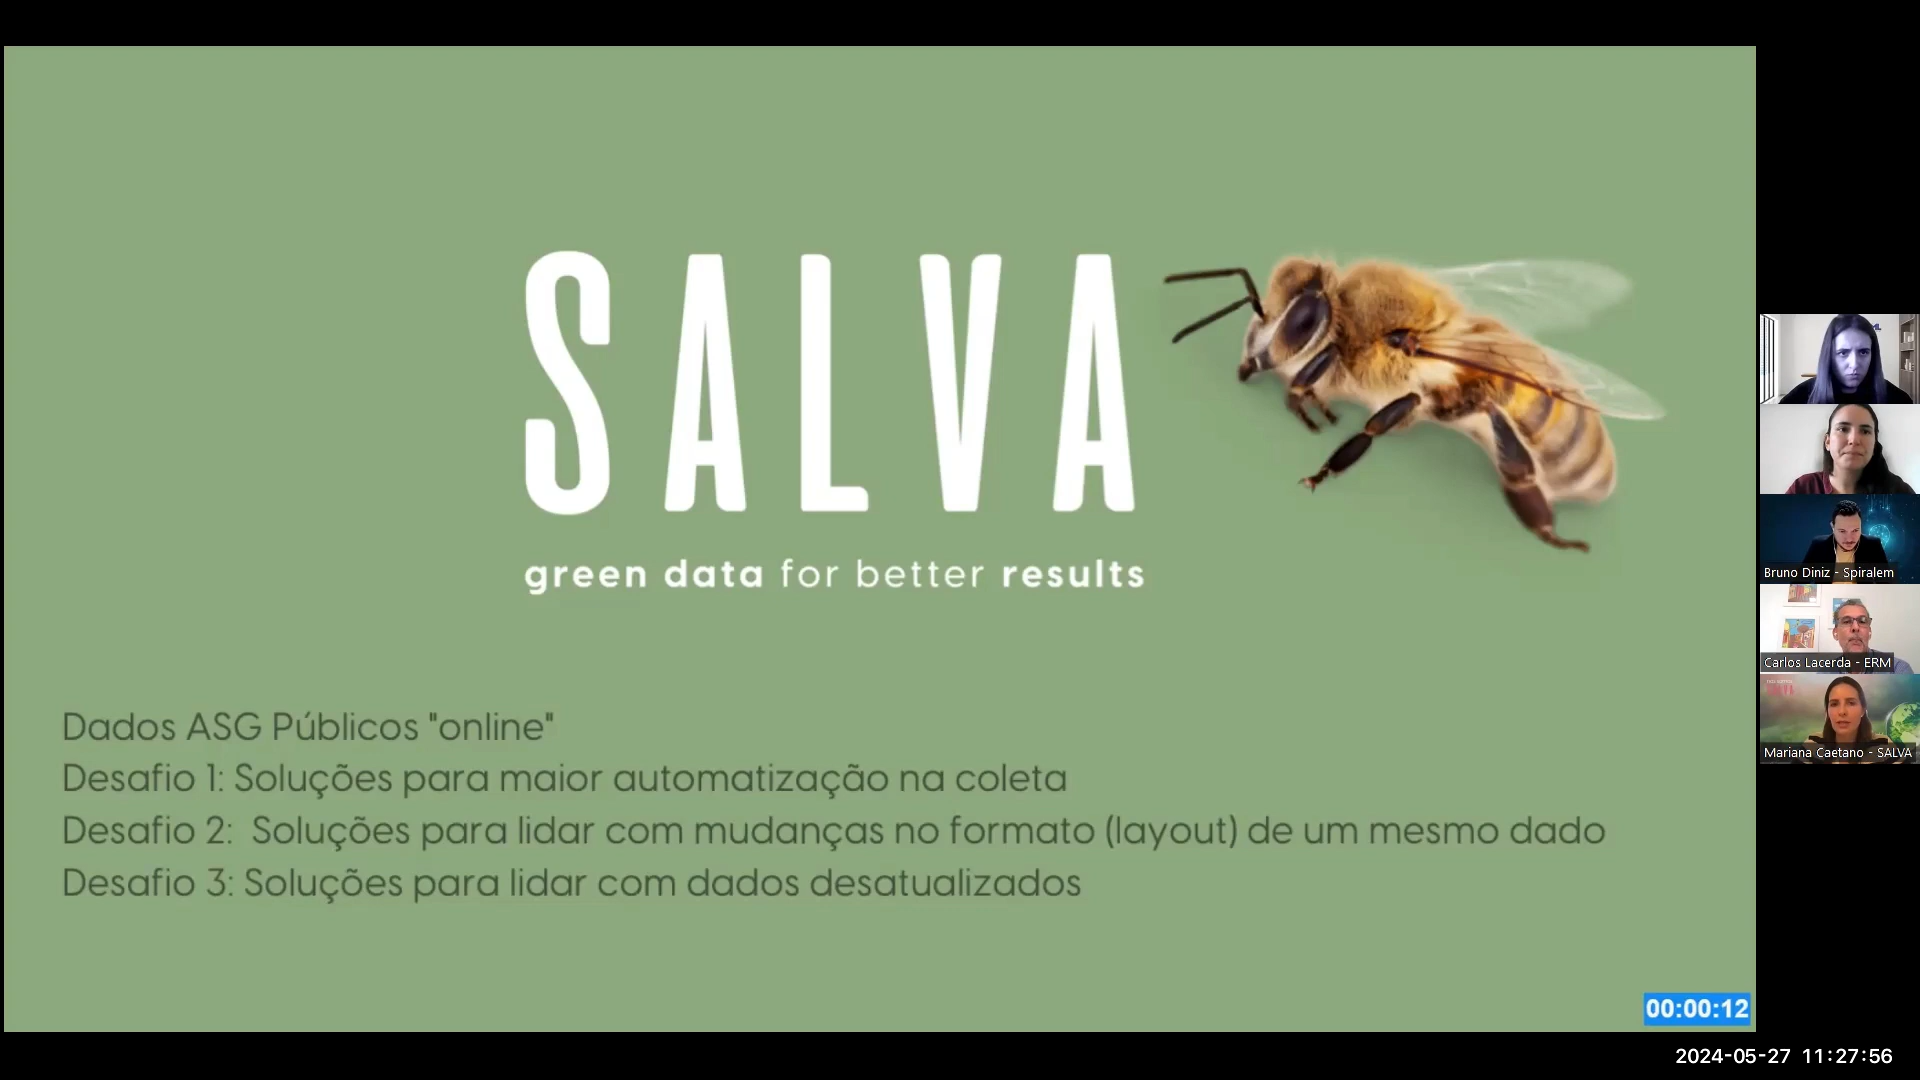 SALVA
green data for better results
Dados ASG Públicos "online"
Desafio 1: Soluções para maior automatização na coleta
Desafio 2: Soluções para lidar com mudanças no formato (layout) de um mesmo dado
Desafio 3: Soluções para lidar com dados desatualizados
00:00:12
Bruno Diniz - Spiralem
Carlos Lacerda - ERM
Mariana Caetano - SALVA
2024-05-27 11:27:56